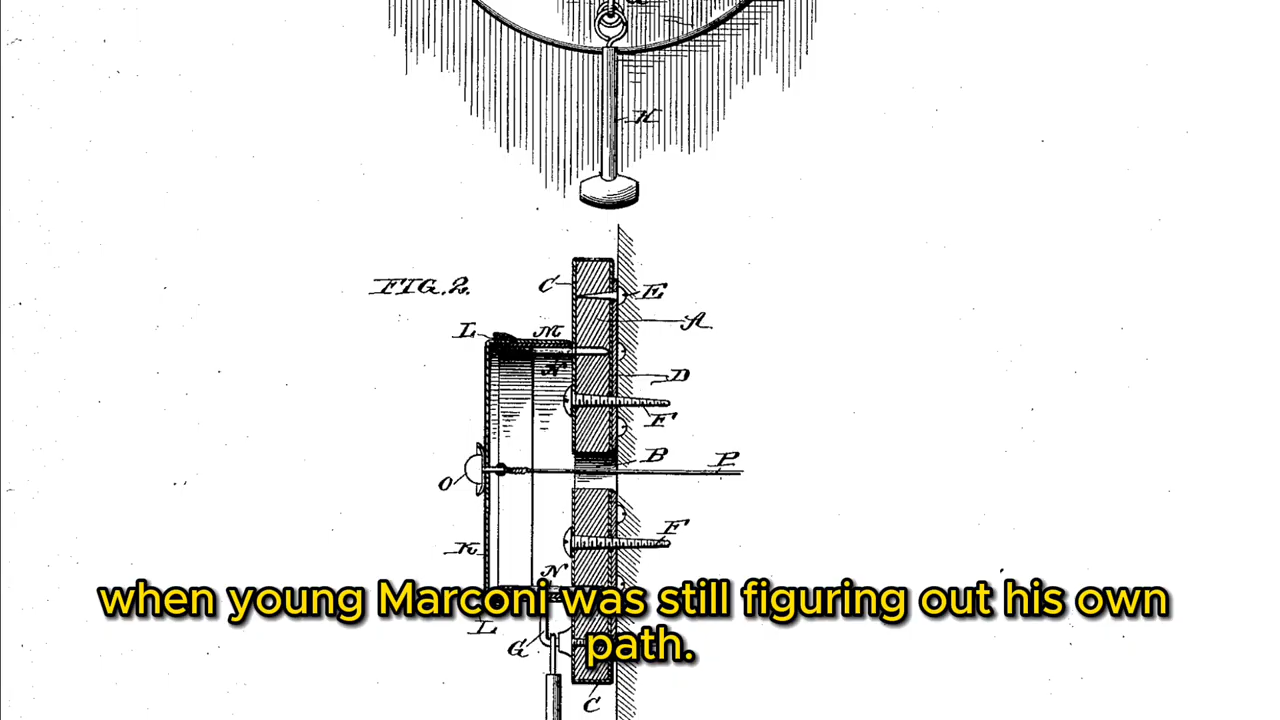 H
FIG. 2.
C
E
A
L
M
N
D
F
B
P
O
F
K
N
when young Marconi was still figuring out his own
path.
L
G
C